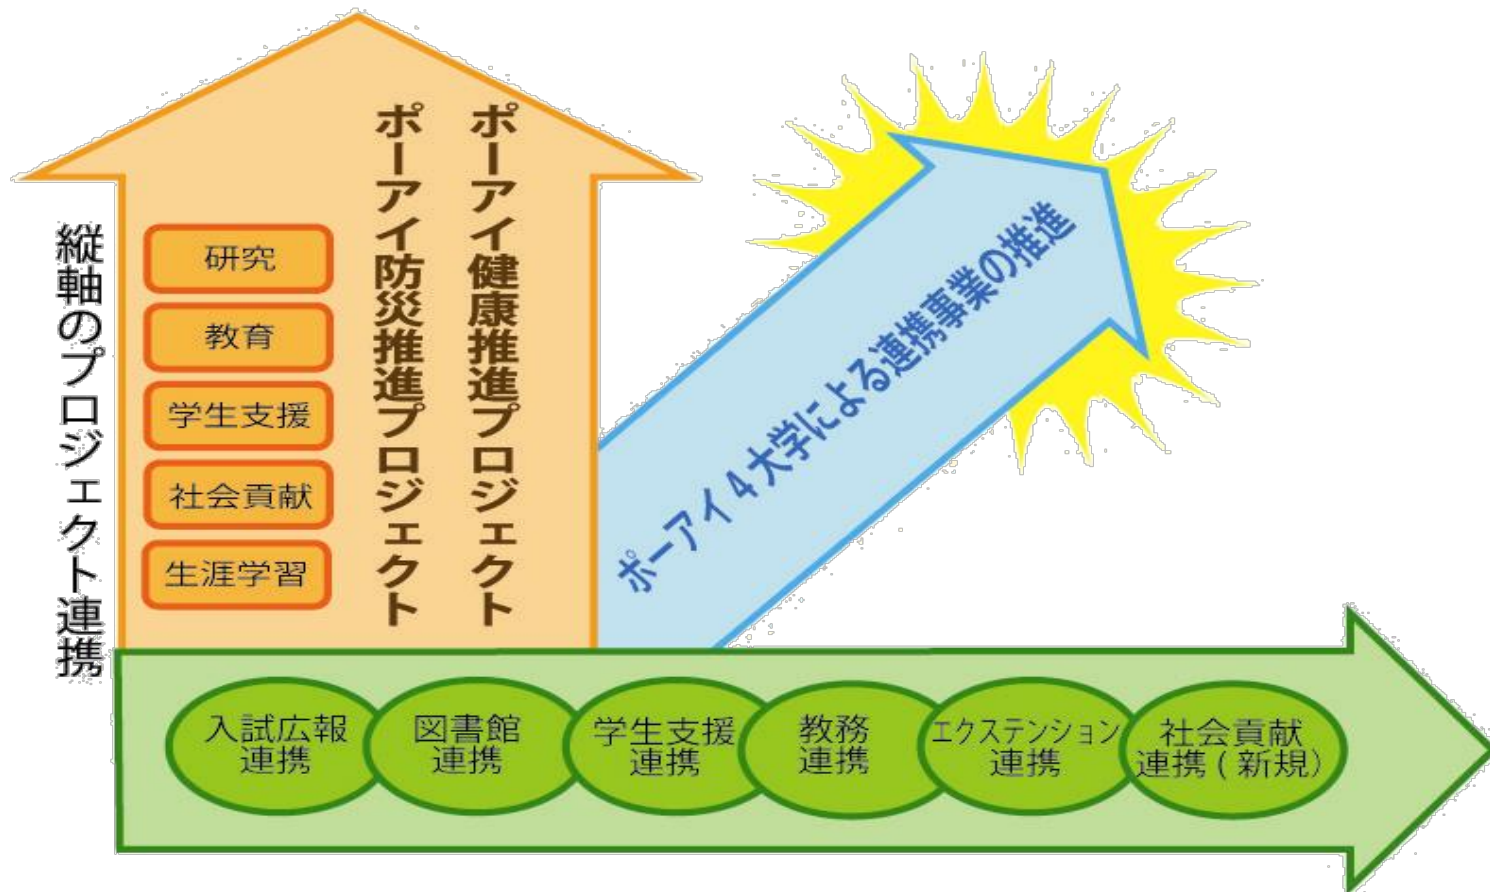 縦軸のプロジェクト連携
研究
教育
学生支援
社会貢献
生涯学習
ポーアイ健康推進プロジェクト
ポーアイ防災推進プロジェクト
ポーアイ４大学による連携事業の推進
入試広報
連携
図書館
連携
学生支援
連携
教務
連携
エクステンション
連携
社会貢献
連携(新規)